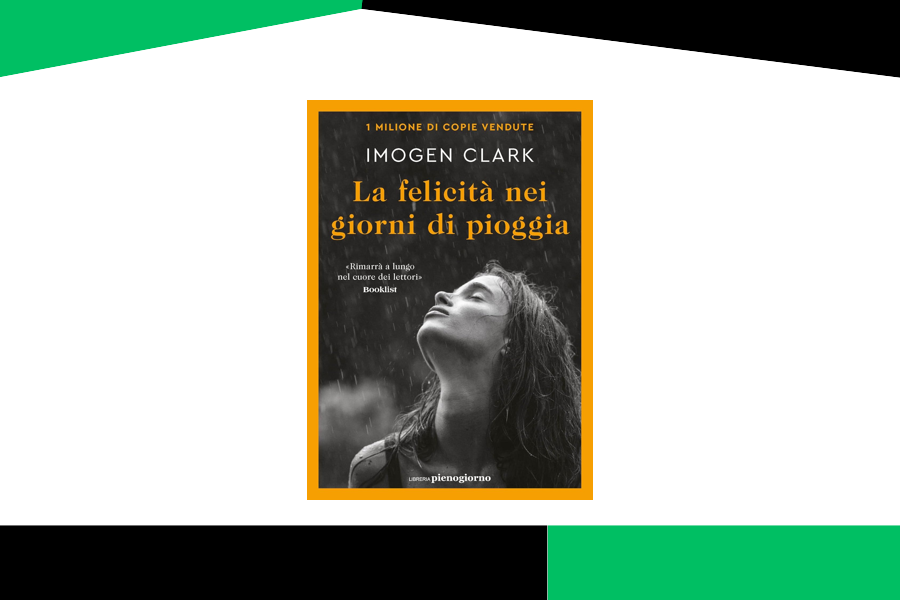 1 MILIONE DI COPIE VENDUTE
IMOGEN CLARK
La felicità nei
giorni di pioggia
«Rimarrà a lungo
nel cuore dei lettori»
Booklist
LIBRERIA pienogiorno